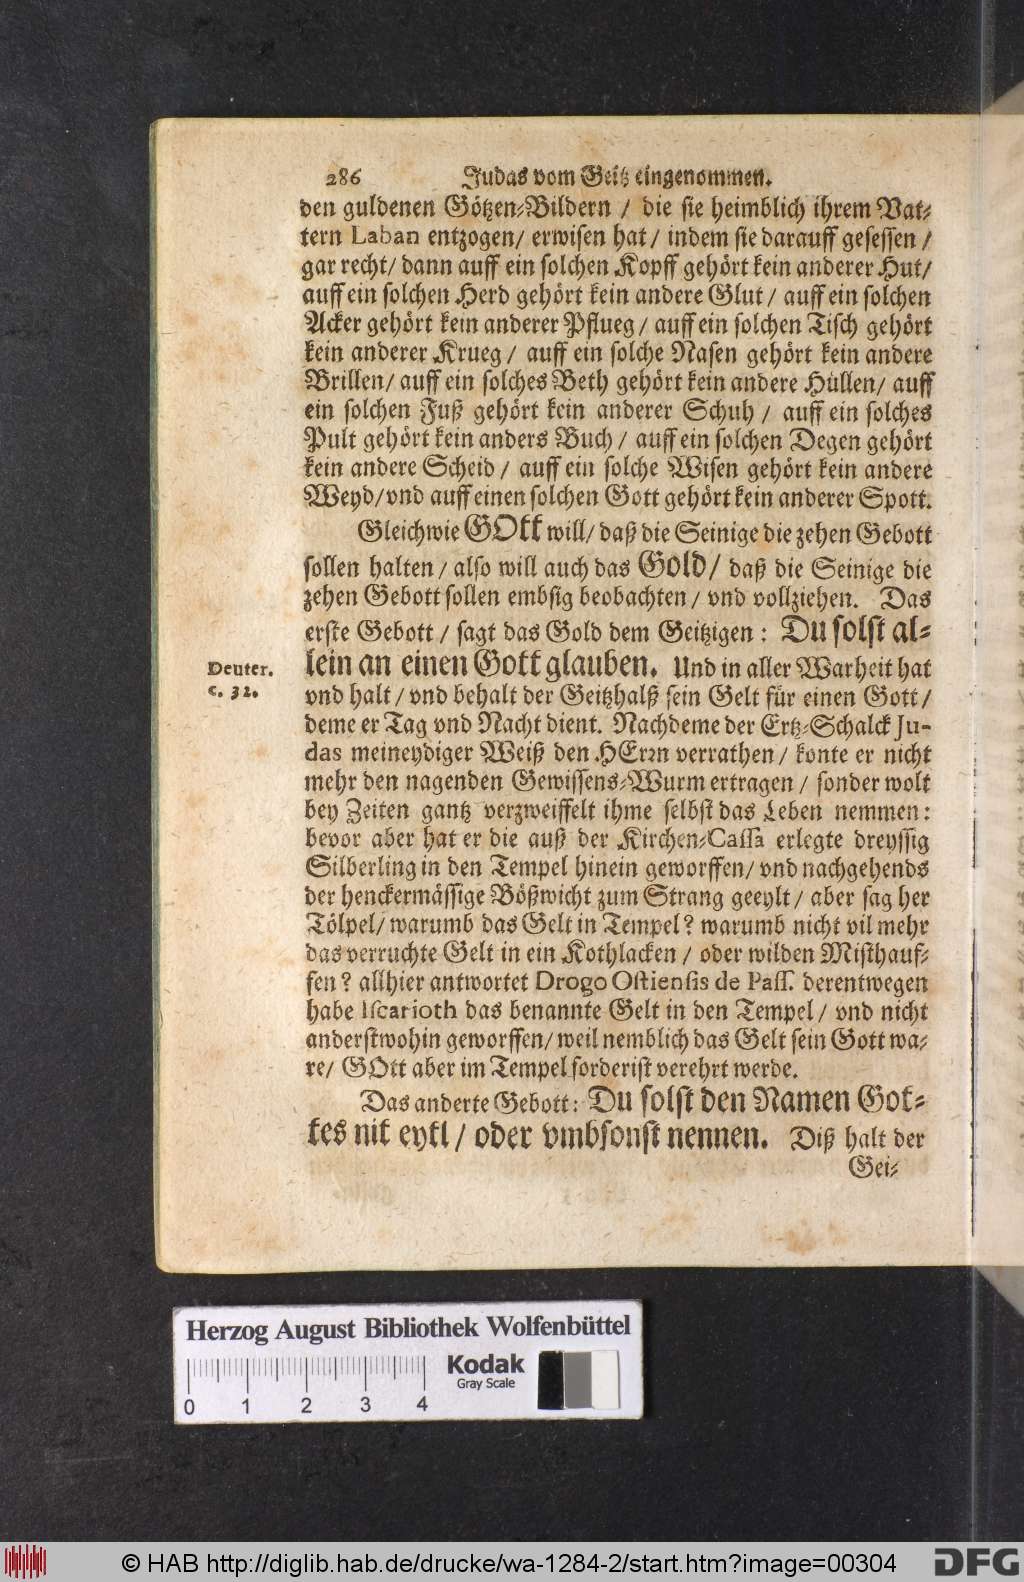 286 Judas vom Geitz eingenommen.
den guldenen Götzen-Bildern / die sie heimblich ihrem Vat-
tern Laban entzogen/ erwisen hat / indem sie darauff gesessen /
gar recht/ dann auff ein solchen Kopff gehört kein anderer Hut/
auff ein solchen Herd gehört kein andere Glut / auff ein solchen
Acker gehört kein anderer Pflueg / auff ein solchen Tisch gehört
kein anderer Krueg / auff ein solche Nasen gehört kein andere
Brillen/ auff ein solches Beth gehört kein andere Hüllen/ auff
ein solchen Fuß gehört kein anderer Schuh / auff ein solches
Pult gehört kein anders Buch / auff ein solchen Degen gehört
kein andere Scheid / auff ein solche Wisen gehört kein andere
Weyd/vnd auff einen solchen Gott gehört kein anderer Spott.
Gleichwie GOtt will/ daß die Seinige die zehen Gebott
sollen halten / also will auch das Gold/ daß die Seinige die
zehen Gebott sollen embsig beobachten / vnd vollziehen. Das
erste Gebott / sagt das Gold dem Geitzigen : Du solst al-
lein an einen Gott glauben. Und in aller Warheit hat
Deuter.
c. 32.
vnd halt / vnd behalt der Geitzhalß sein Gelt für einen Gott /
deme er Tag vnd Nacht dient. Nachdeme der Ertz-Schalck Ju-
das meineydiger Weiß den HErrn verrathen / konte er nicht
mehr den nagenden Gewissens-Wurm ertragen / sonder wolt
bey Zeiten gantz verzweiffelt ihme selbst das Leben nemmen:
bevor aber hat er die auß der Kirchen-Cassa erlegte dreyssig
Silberling in den Tempel hinein geworffen/ vnd nachgehends
der henckermässige Bößwicht zum Strang geeylt / aber sag her
Tölpel/ warumb das Gelt in Tempel? warumb nicht vil mehr
das verruchte Gelt in ein Kothlacken / oder wilden Misthauf-
fen? allhier antwortet Drogo Ostiensis de Pass. derentwegen
habe Iscarioth das benannte Gelt in den Tempel / vnd nicht
anderstwohin geworffen/ weil nemblich das Gelt sein Gott wa-
re/ GOtt aber im Tempel forderist verehrt werde.
Das anderte Gebott: Du solst den Namen Got-
tes nit eytl / oder vmbsonst nennen. Diß halt der
Gei-
Herzog August Bibliothek Wolfenbüttel
Kodak
Gray Scale
0 1 2 3 4
© HAB http://diglib.hab.de/drucke/wa-1284-2/start.htm?image=00304
DFG